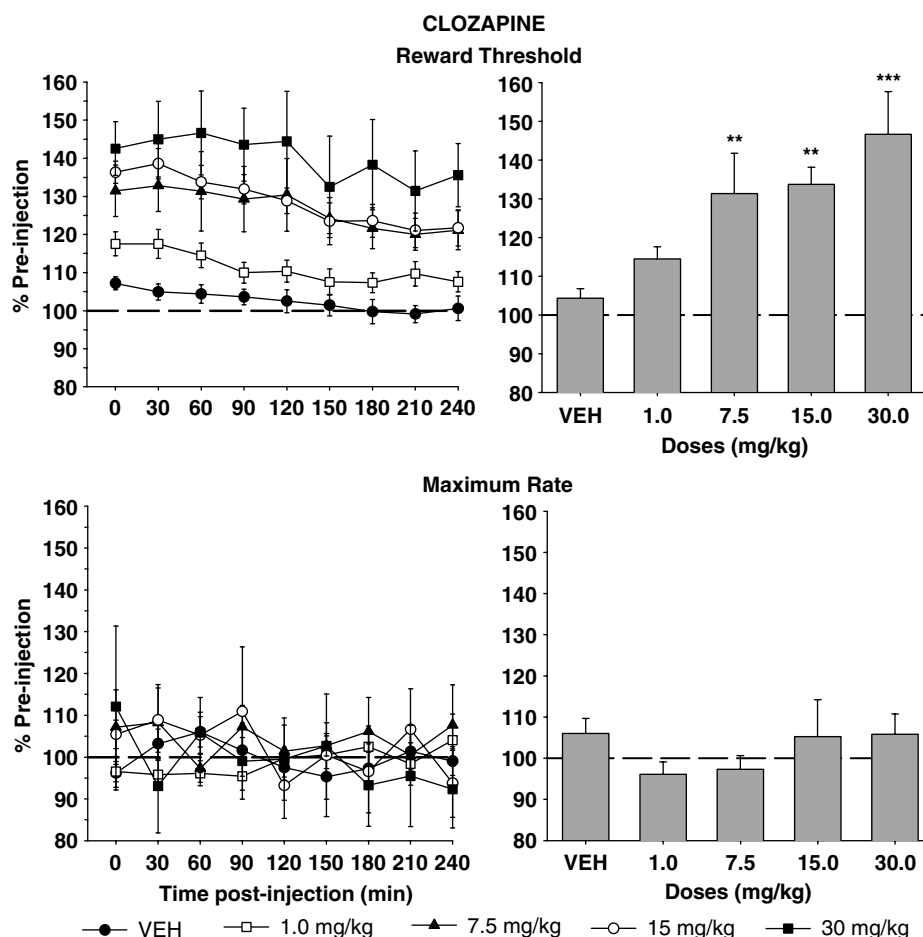 CLOZAPINE
Reward Threshold
% Pre-injection
160
150
140
130
120
110
100
90
80
0 30 60 90 120 150 180 210 240
160
150
140
130
120
110
100
90
80
** ** ***
VEH 1.0 7.5 15.0 30.0
Doses (mg/kg)
Maximum Rate
% Pre-injection
160
150
140
130
120
110
100
90
80
0 30 60 90 120 150 180 210 240
Time post-injection (min)
160
150
140
130
120
110
100
90
80
VEH 1.0 7.5 15.0 30.0
Doses (mg/kg)
VEH 1.0 mg/kg 7.5 mg/kg 15 mg/kg 30 mg/kg